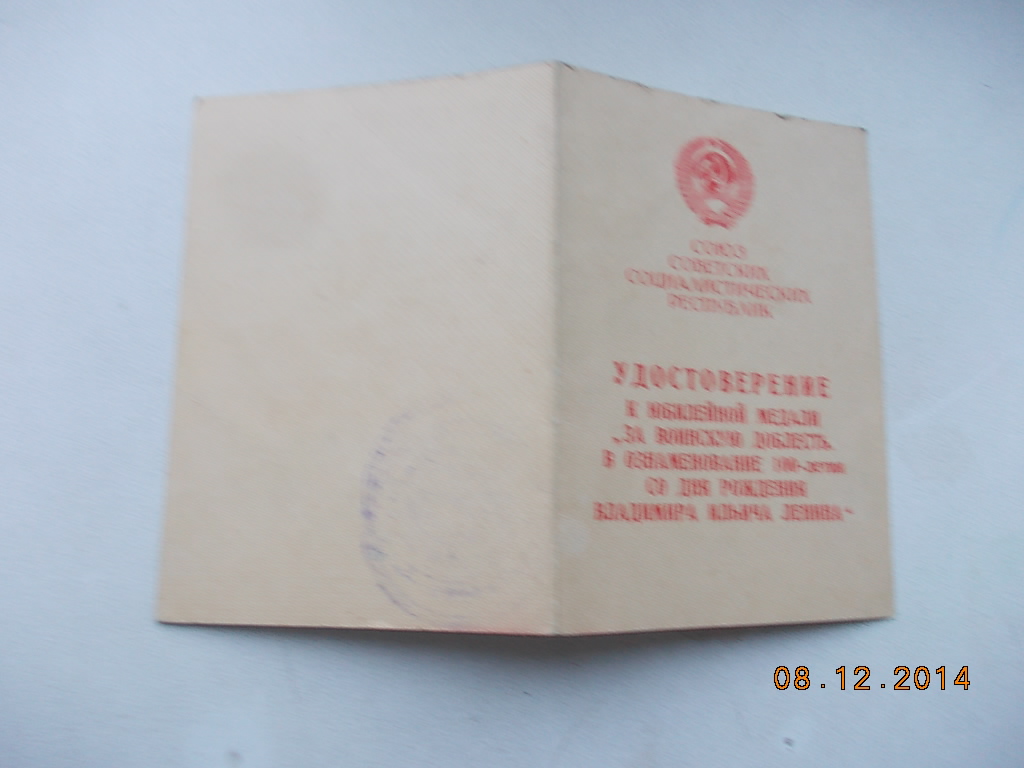 СОЮЗ
СОВЕТСКИХ
СОЦИАЛИСТИЧЕСКИХ
РЕСПУБЛИК
УДОСТОВЕРЕНИЕ
К ЮБИЛЕЙНОЙ МЕДАЛИ
„ЗА ВОИНСКУЮ ДОБЛЕСТЬ.
В ОЗНАМЕНОВАНИЕ 100-летия
СО ДНЯ РОЖДЕНИЯ
ВЛАДИМИРА ИЛЬИЧА ЛЕНИНА“
08.12.2014